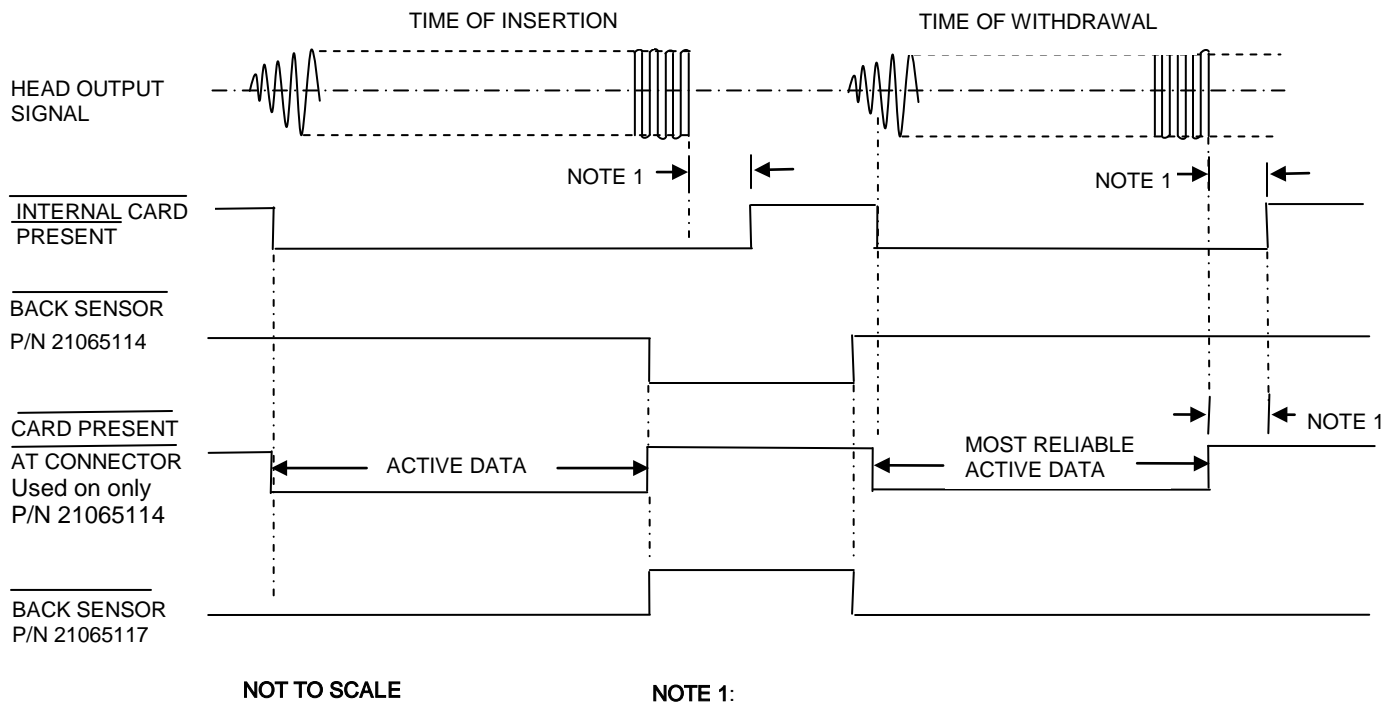 TIME OF INSERTION
TIME OF WITHDRAWAL
HEAD OUTPUT
SIGNAL
NOTE 1
NOTE 1
INTERNAL CARD
PRESENT
BACK SENSOR
P/N 21065114
NOTE 1
CARD PRESENT
AT CONNECTOR
Used on only
P/N 21065114
ACTIVE DATA
MOST RELIABLE
ACTIVE DATA
BACK SENSOR
P/N 21065117
NOT TO SCALE
NOTE 1: